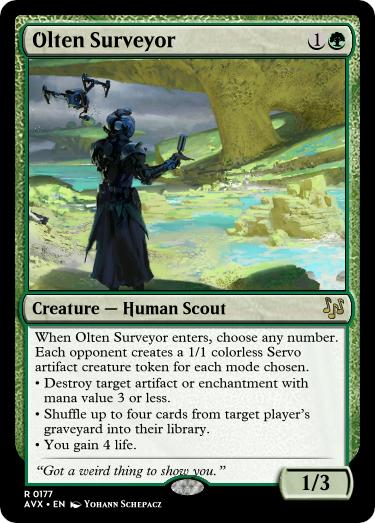 Olten Surveyor 1
Creature — Human Scout
When Olten Surveyor enters, choose any number.
Each opponent creates a 1/1 colorless Servo
artifact creature token for each mode chosen.
• Destroy target artifact or enchantment with
mana value 3 or less.
• Shuffle up to four cards from target player's
graveyard into their library.
• You gain 4 life.
“Got a weird thing to show you.”
1/3
R 0177
AVX • EN Yohann Schepacz